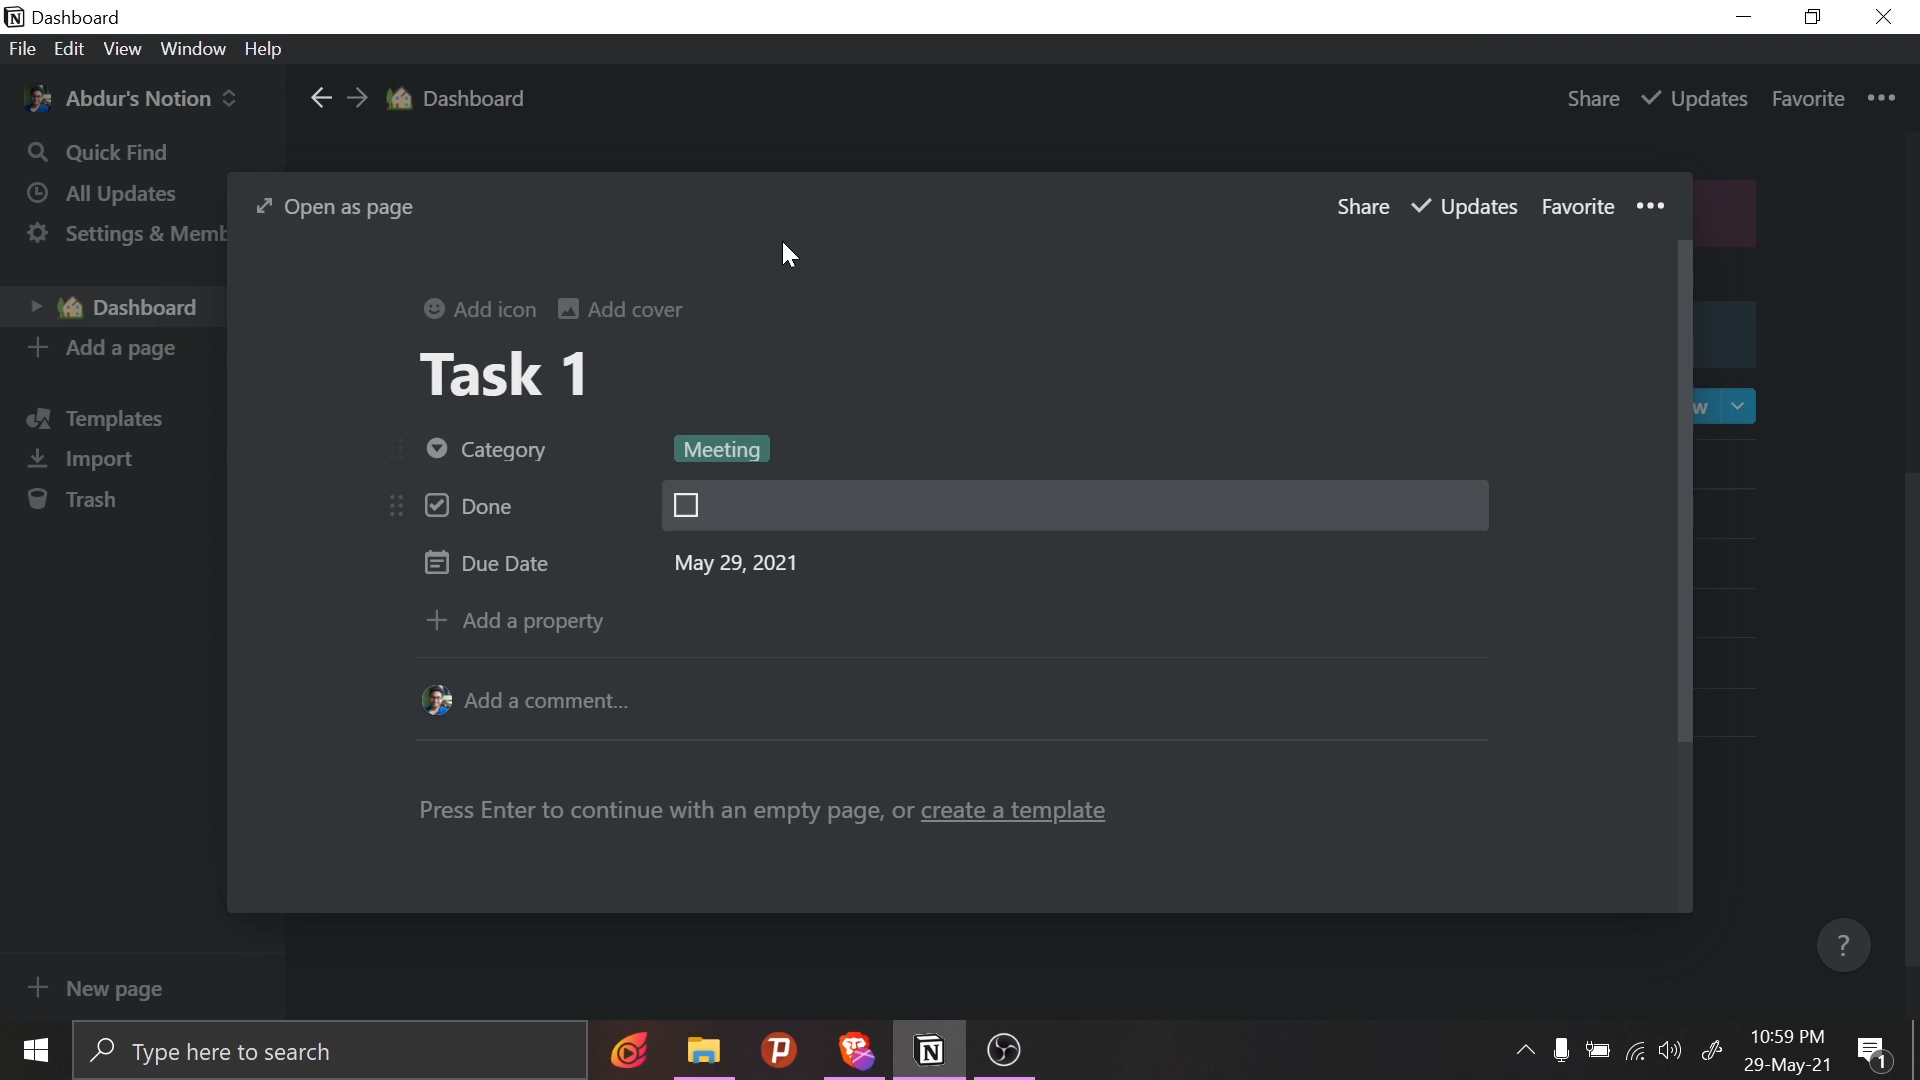 Dashboard
File Edit View Window Help
Abdur's Notion
Dashboard
Share Updates Favorite
Quick Find
All Updates
Settings & Memb
Dashboard
Add a page
Templates
Import
Trash
New page
Open as page
Share Updates Favorite
Add icon Add cover
Task 1
Category Meeting
Done
Due Date May 29, 2021
Add a property
Add a comment...
Press Enter to continue with an empty page, or create a template
w
?
Type here to search
10:59 PM
29-May-21
1